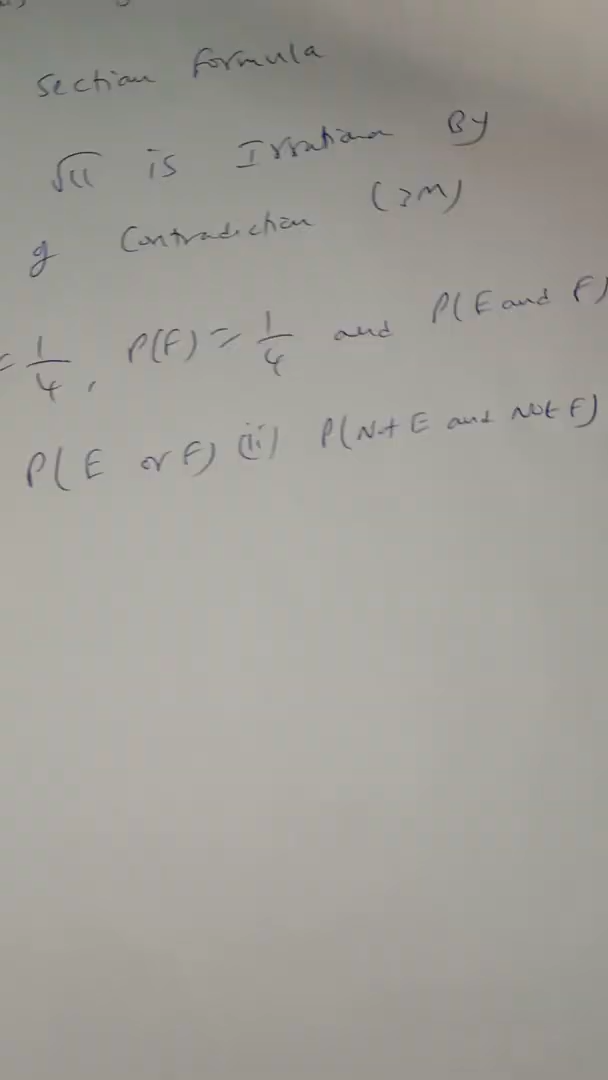 Section Formula
√11 is Irrational By
g Contradiction (3M)
= 1/4, P(F) = 1/4 and P(E and F)
P(E or F) (ii) P(Not E and Not F)